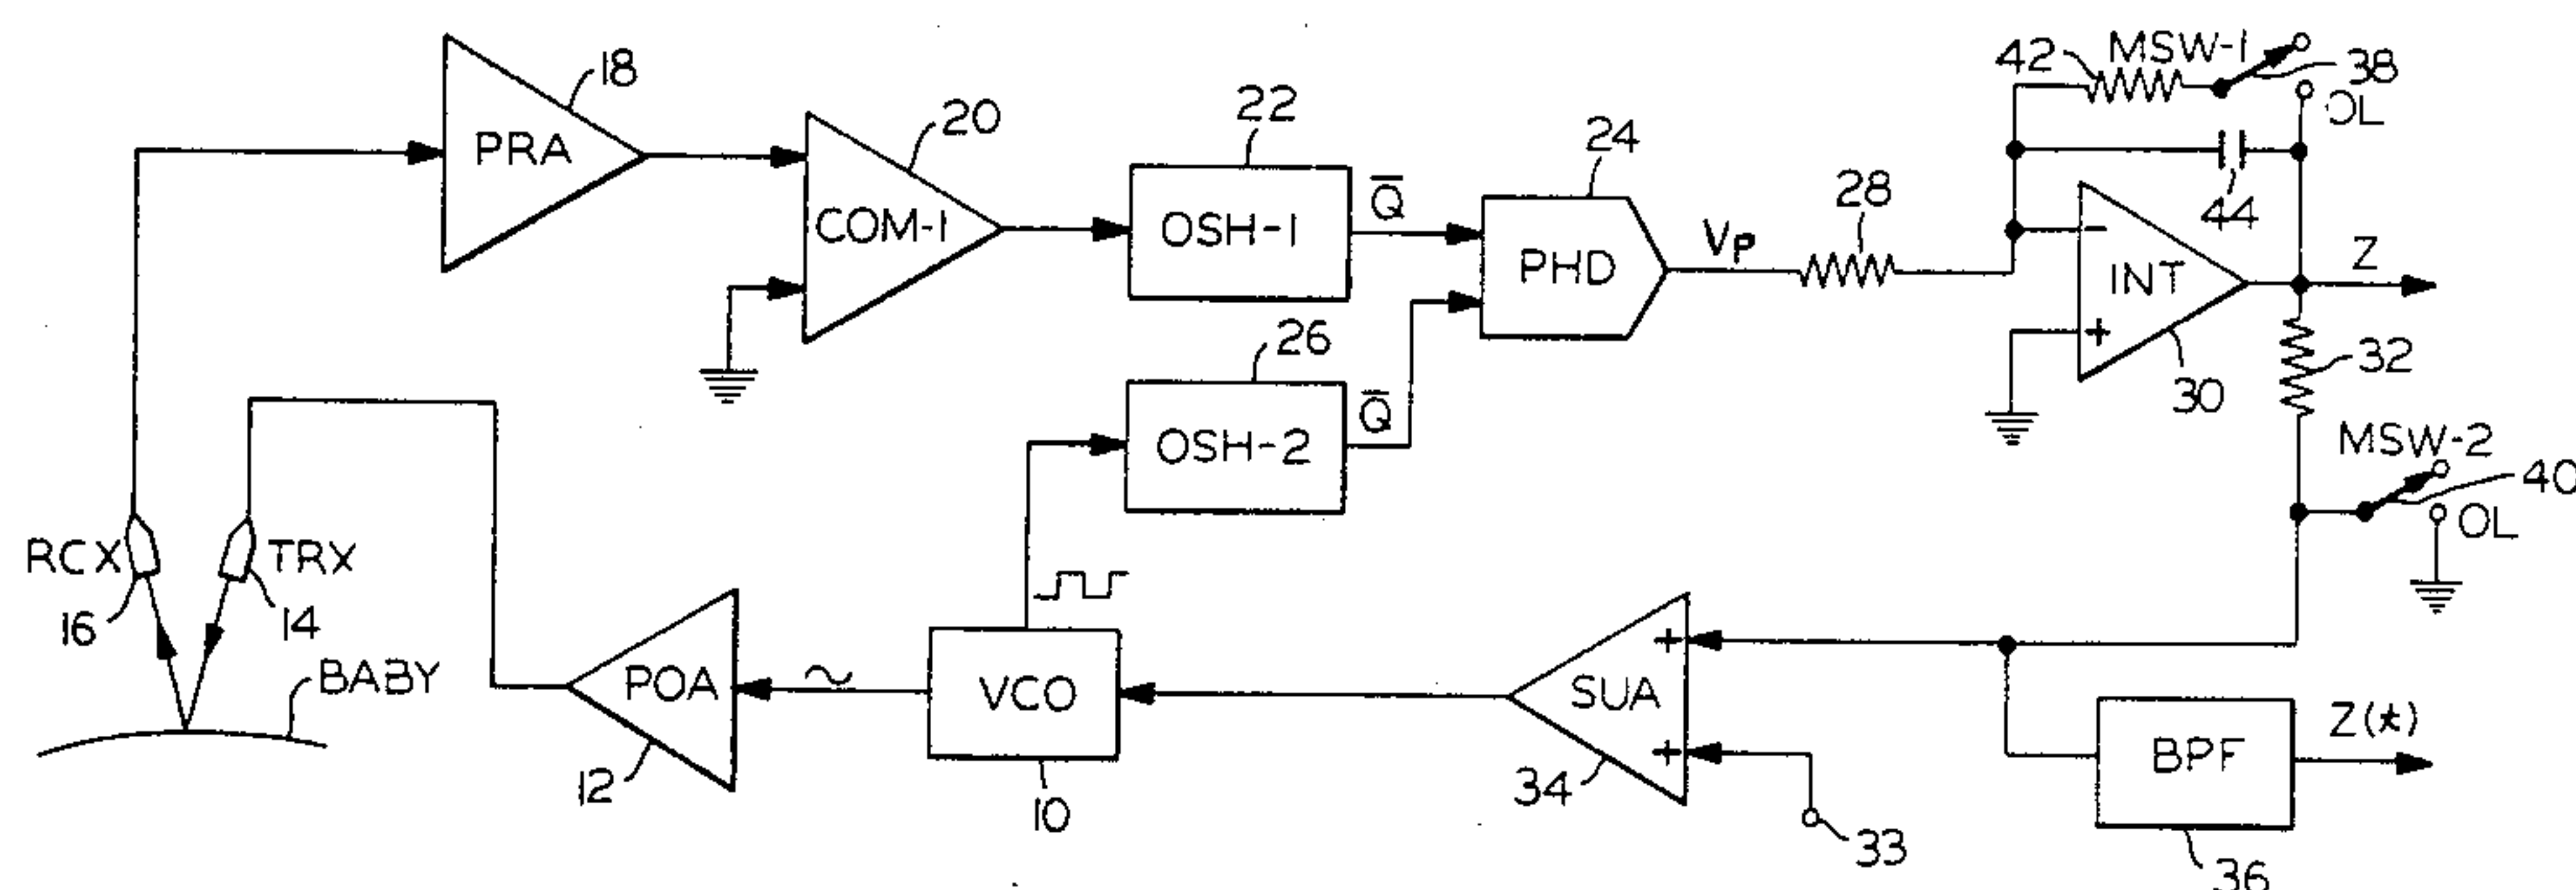 18
PRA
20
COM-1
22
OSH-1
Q̅
24
PHD
VP
28
42
MSW-1
38
OL
44
-
INT
+
30
Z
32
MSW-2
40
OL
26
OSH-2
Q̅
RCX
16
TRX
14
BABY
POA
12
~
VCO
10
+
SUA
+
34
33
BPF
Z(t)
36